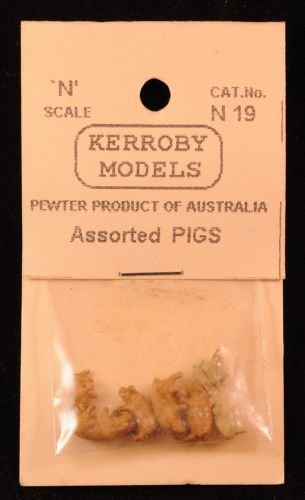 `N'
SCALE
CAT.No.
N 19
KERROBY
MODELS
PEWTER PRODUCT OF AUSTRALIA
Assorted PIGS